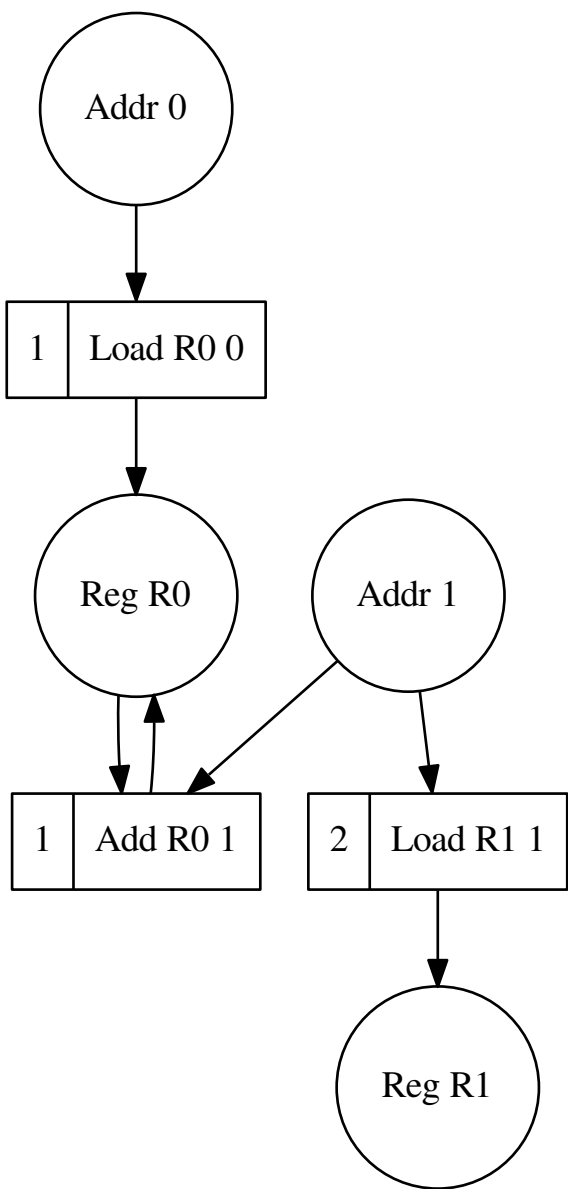 Addr 0
1 Load R0 0
Reg R0
Addr 1
1 Add R0 1
2 Load R1 1
Reg R1